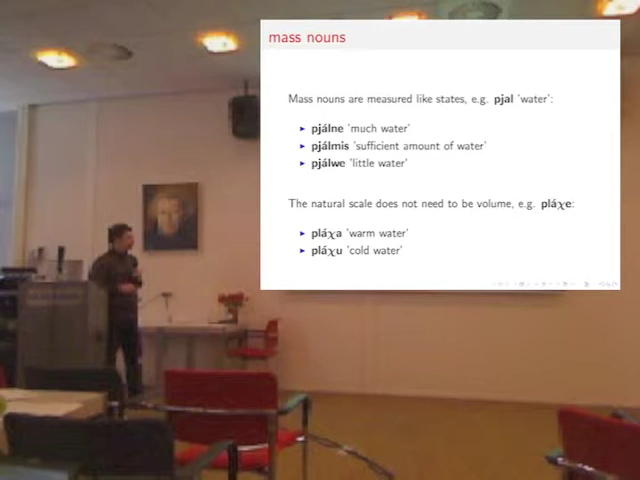 mass nouns
Mass nouns are measured like states, e.g. pjal 'water':
▸ pjálne 'much water'
▸ pjálmis 'sufficient amount of water'
▸ pjálwe 'little water'
The natural scale does not need to be volume, e.g. pláχe:
▸ pláχa 'warm water'
▸ pláχu 'cold water'